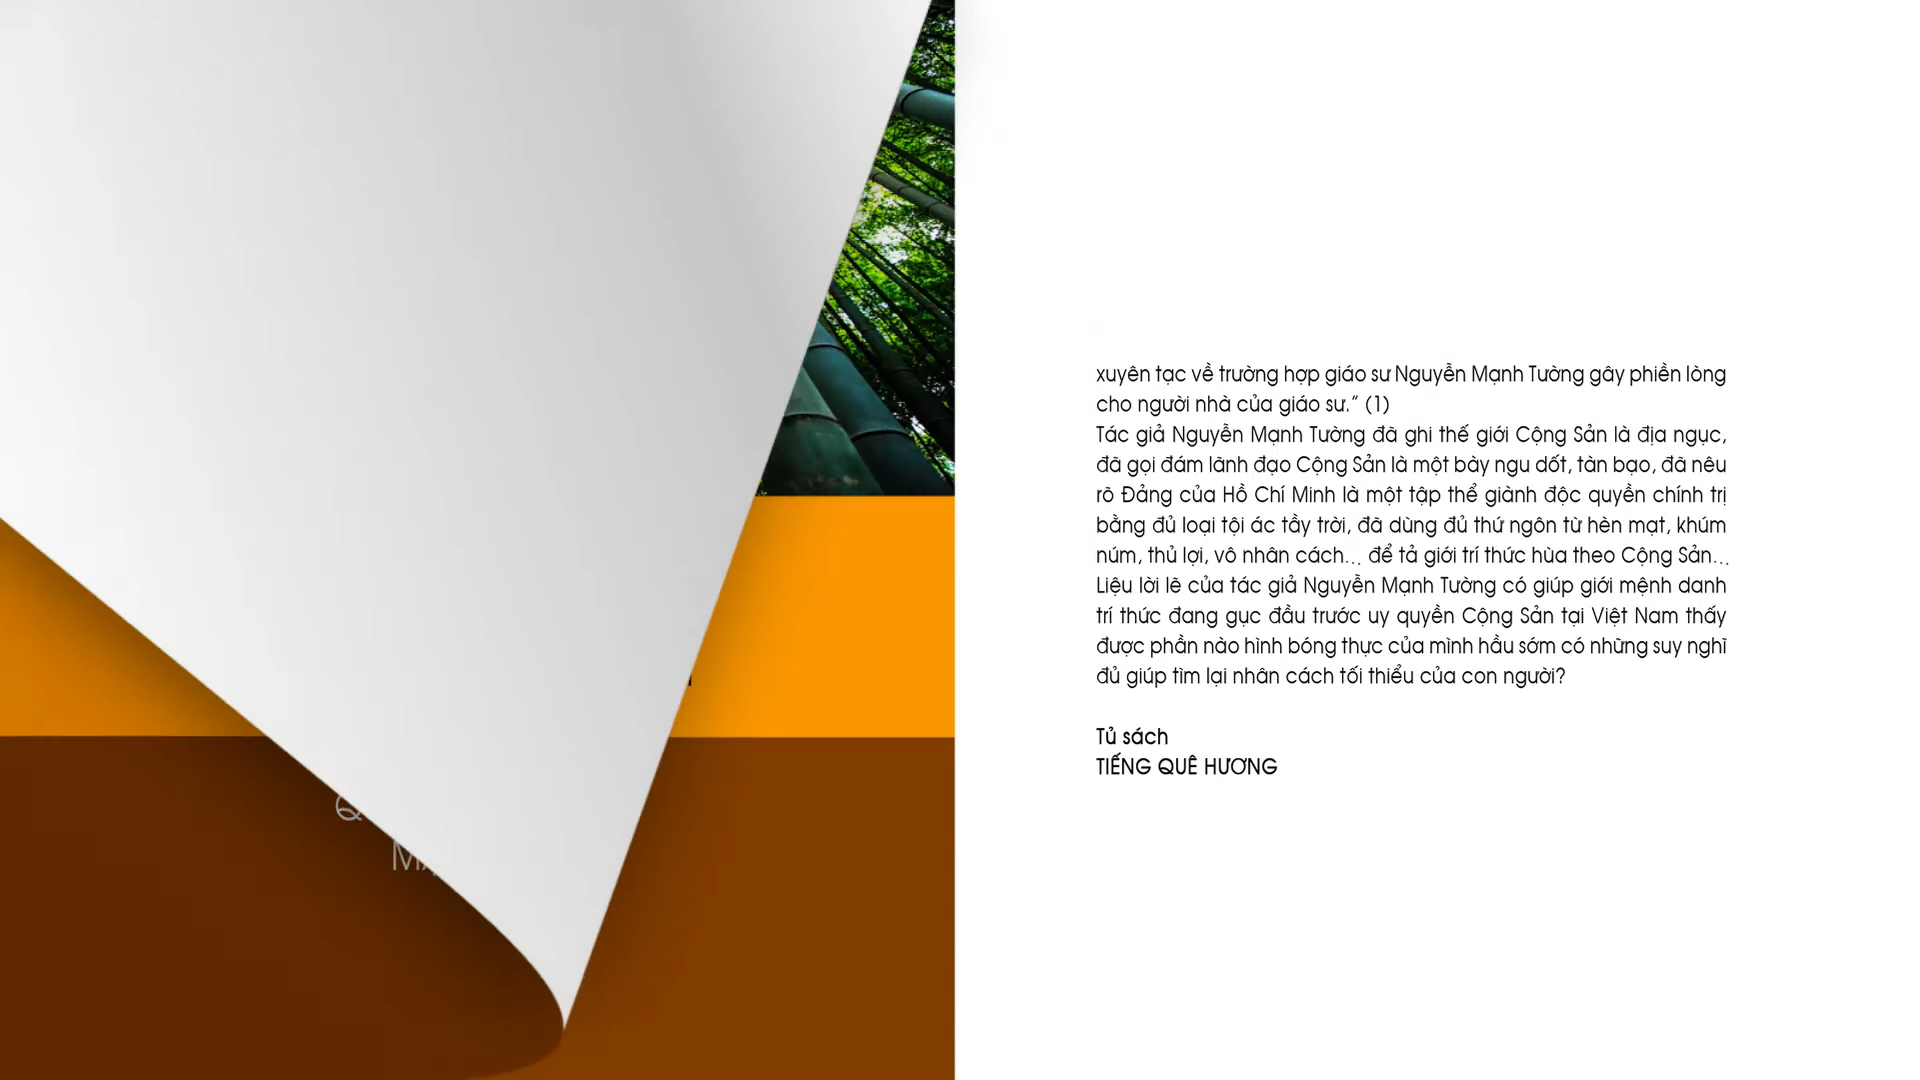 xuyên tạc về trường hợp giáo sư Nguyễn Mạnh Tường gây phiền lòng
cho người nhà của giáo sư.” (1)
Tác giả Nguyễn Mạnh Tường đã ghi thế giới Cộng Sản là địa ngục,
đã gọi đám lãnh đạo Cộng Sản là một bày ngu dốt, tàn bạo, đã nêu
rõ Đảng của Hồ Chí Minh là một tập thể giành độc quyền chính trị
bằng đủ loại tội ác tầy trời, đã dùng đủ thứ ngôn từ hèn mạt, khúm
núm, thủ lợi, vô nhân cách... để tả giới trí thức hùa theo Cộng Sản...
Liệu lời lẽ của tác giả Nguyễn Mạnh Tường có giúp giới mệnh danh
trí thức đang gục đầu trước uy quyền Cộng Sản tại Việt Nam thấy
được phần nào hình bóng thực của mình hầu sớm có những suy nghĩ
đủ giúp tìm lại nhân cách tối thiểu của con người?
Tủ sách
TIẾNG QUÊ HƯƠNG